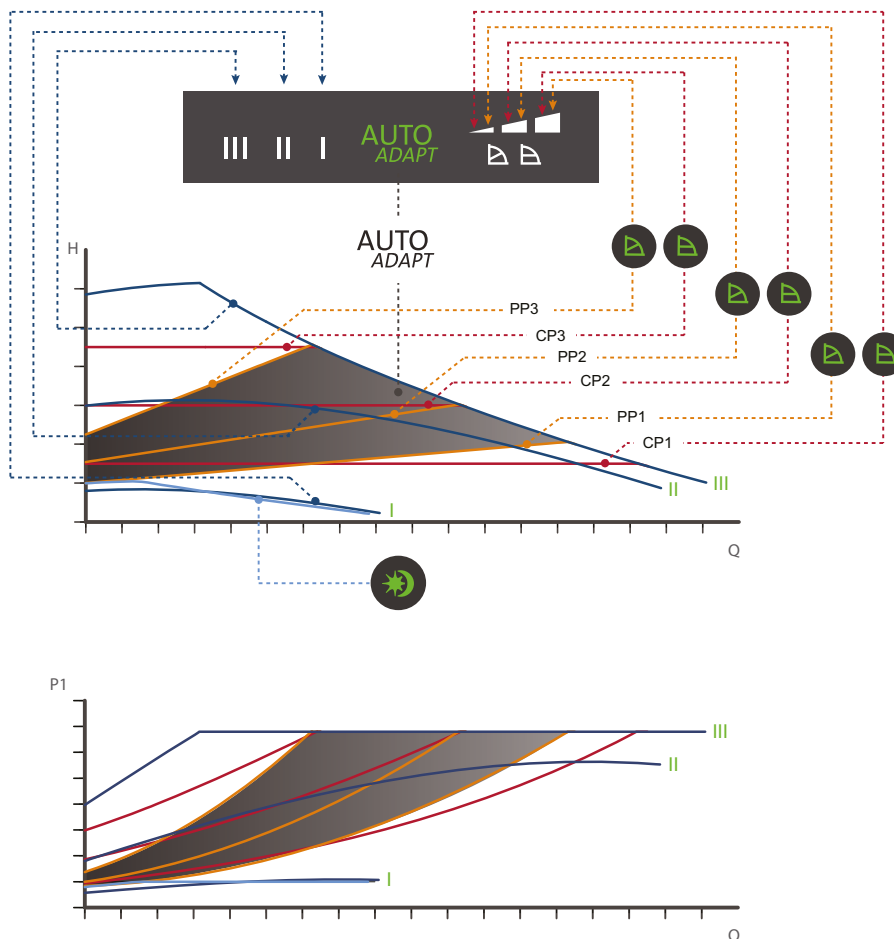 III II I AUTO
ADAPT
AUTO
ADAPT
H
PP3
CP3
PP2
CP2
PP1
CP1
III
II
I
Q
P1
III
II
I
Q